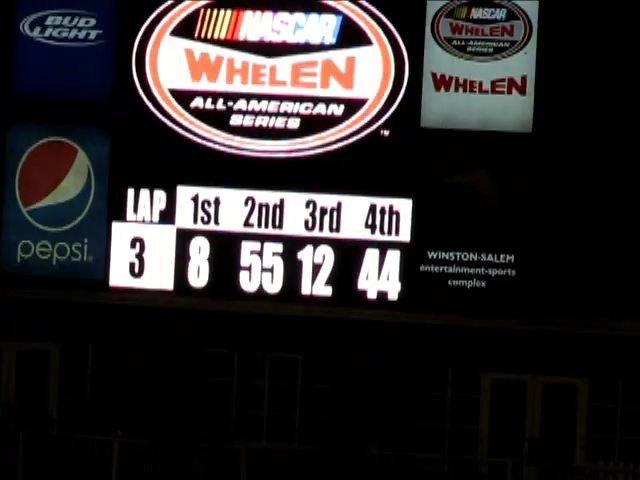 BUD
LIGHT
NASCAR
WHELEN
ALL-AMERICAN
SERIES
TM
NASCAR
WHELEN
ALL-AMERICAN
SERIES
WHELEN
pepsi
LAP 1st 2nd 3rd 4th
3 8 55 12 44
WINSTON-SALEM
entertainment-sports
complex